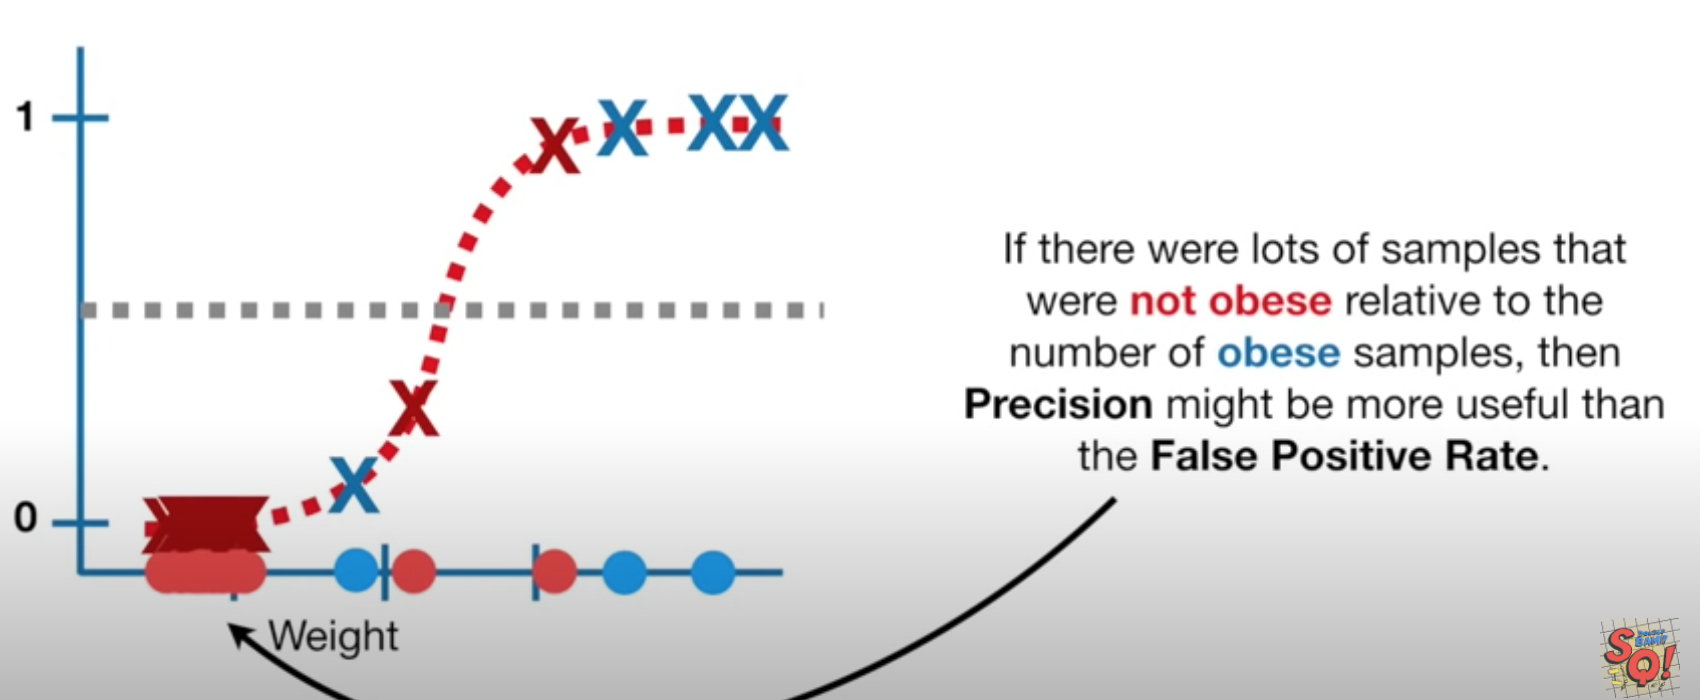 1
0
Weight
If there were lots of samples that
were not obese relative to the
number of obese samples, then
Precision might be more useful than
the False Positive Rate.
SQ!